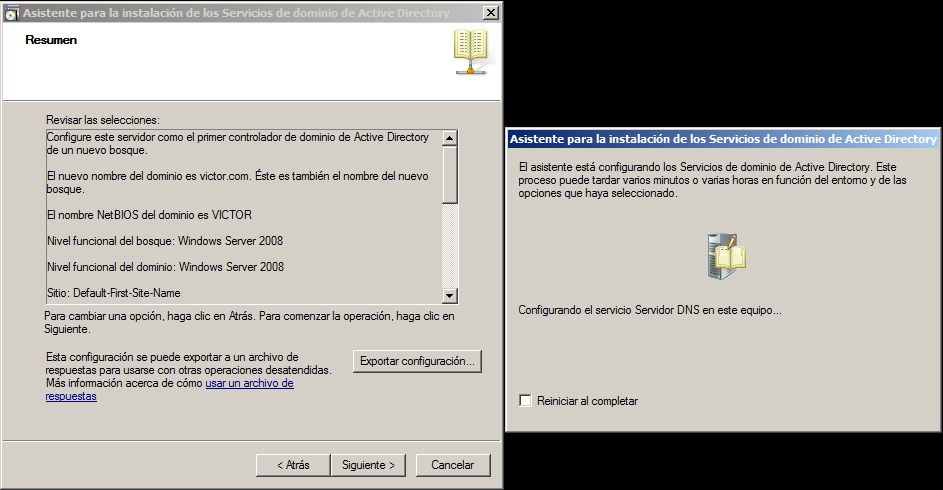 Asistente para la instalación de los Servicios de dominio de Active Directory
Resumen
Revisar las selecciones:
Configure este servidor como el primer controlador de dominio de Active Directory
de un nuevo bosque.
El nuevo nombre del dominio es victor.com. Éste es también el nombre del nuevo
bosque.
El nombre NetBIOS del dominio es VICTOR
Nivel funcional del bosque: Windows Server 2008
Nivel funcional del dominio: Windows Server 2008
Sitio: Default-First-Site-Name
Para cambiar una opción, haga clic en Atrás. Para comenzar la operación, haga clic en
Siguiente.
Esta configuración se puede exportar a un archivo de
respuestas para usarse con otras operaciones desatendidas.
Más información acerca de cómo usar un archivo de
respuestas
Exportar configuración...
< Atrás
Siguiente >
Cancelar
Asistente para la instalación de los Servicios de dominio de Active Directory
El asistente está configurando los Servicios de dominio de Active Directory. Este
proceso puede tardar varios minutos o varias horas en función del entorno y de las
opciones que haya seleccionado.
Configurando el servicio Servidor DNS en este equipo...
Reiniciar al completar